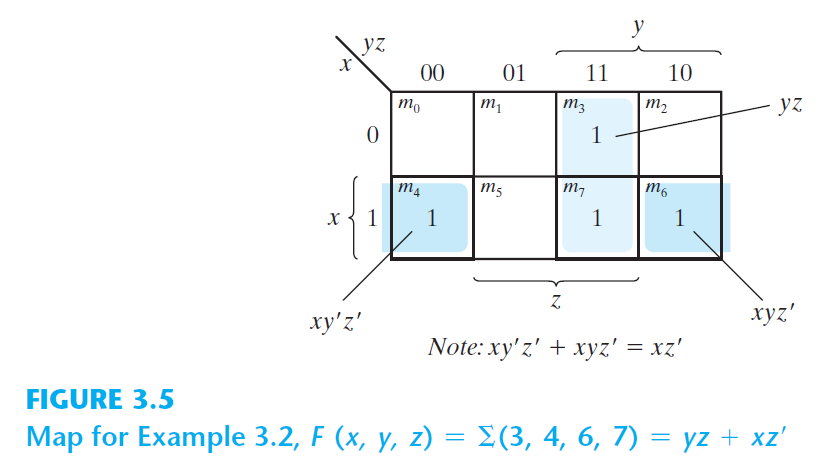 y
yz
x
00 01 11 10
m₀ m₁ m₃ m₂
yz
0 1
m₄ m₅ m₇ m₆
x 1 1 1 1
z
xy'z' xyz'
Note: xy'z' + xyz' = xz'
FIGURE 3.5
Map for Example 3.2, F (x, y, z) = Σ(3, 4, 6, 7) = yz + xz'